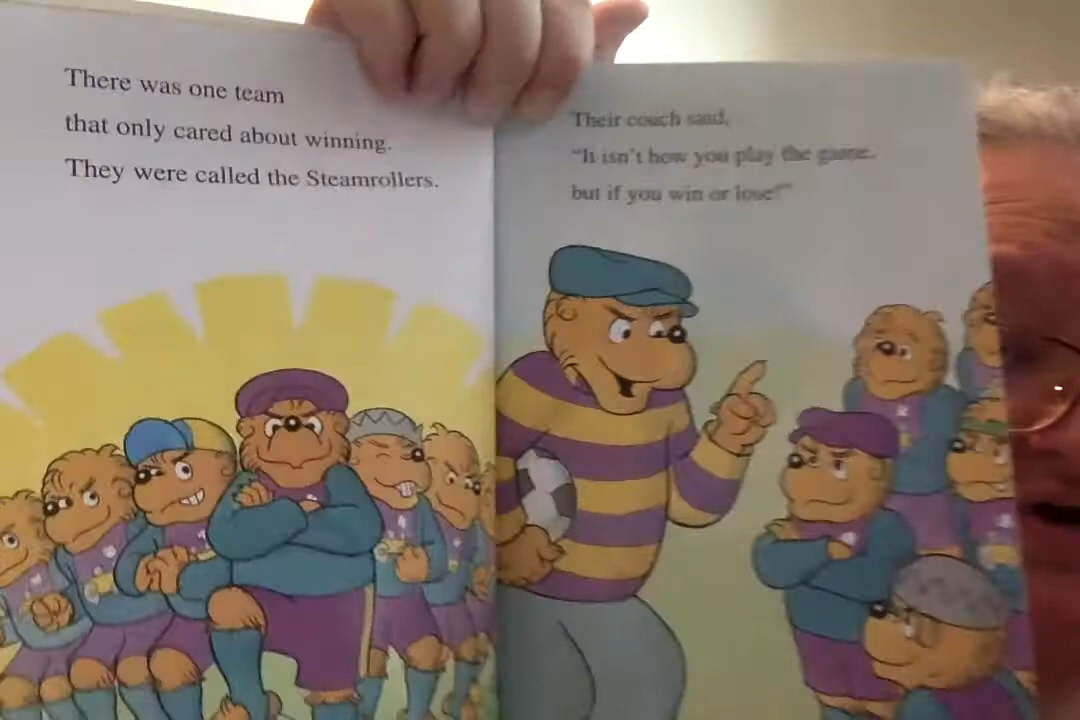 There was one team
that only cared about winning.
They were called the Steamrollers.
Their coach said,
"It isn't how you play the game,
but if you win or lose!"